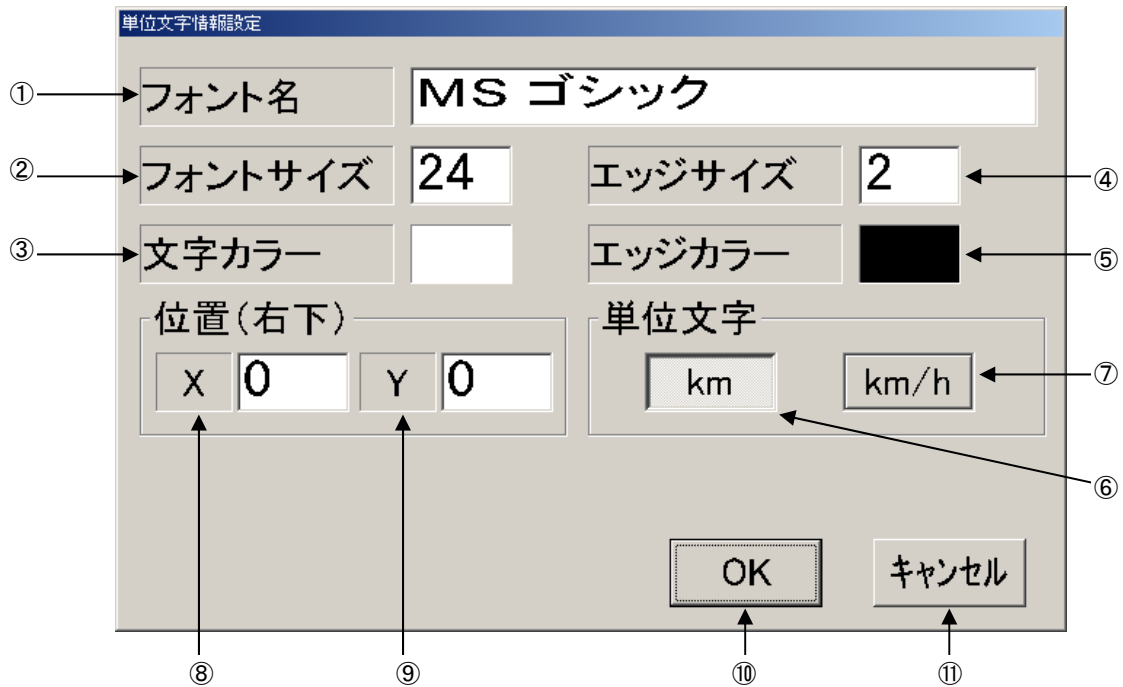 単位文字情報設定
① フォント名 MS ゴシック
② フォントサイズ 24 エッジサイズ 2 ④
③ 文字カラー エッジカラー ⑤
位置(右下) 単位文字
X 0 Y 0 km km/h ⑦
⑥
OK キャンセル
⑧ ⑨ ⑩ ⑪